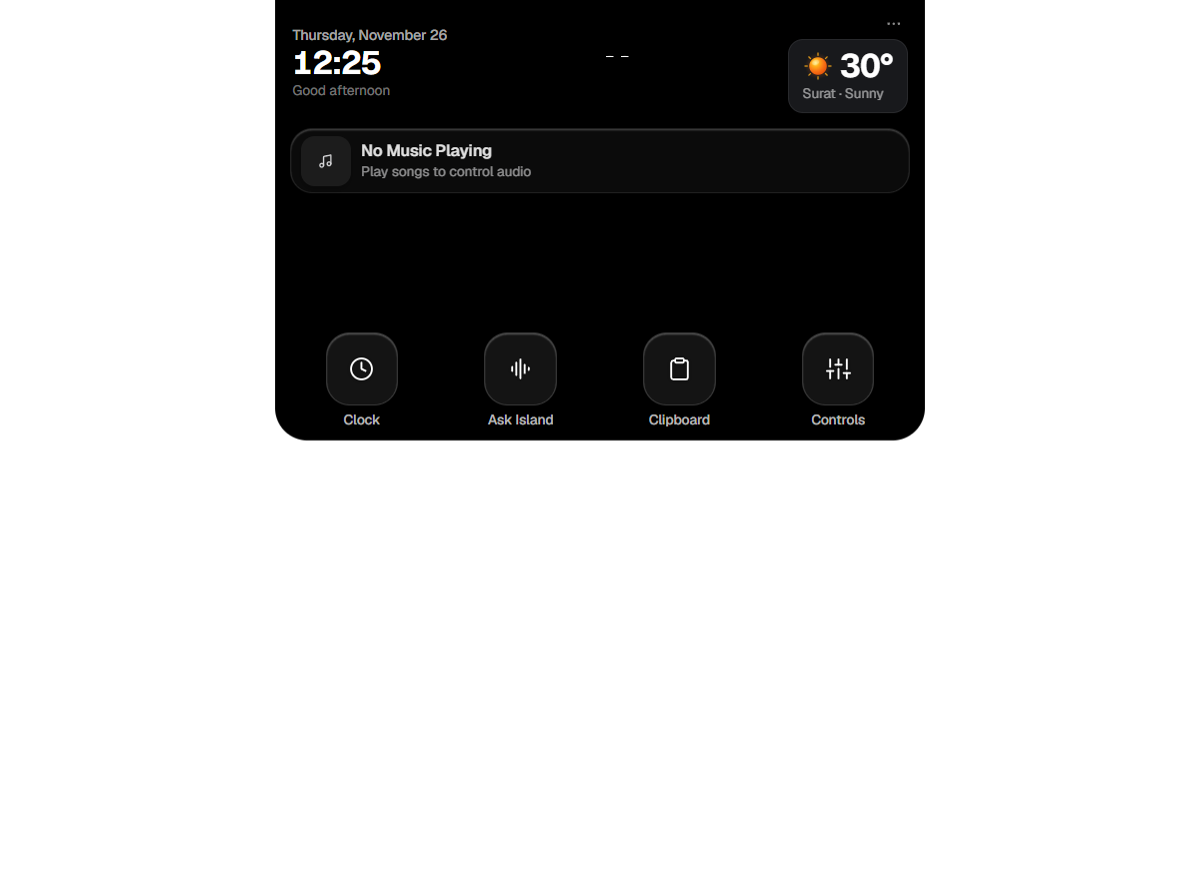 Thursday, November 26
12:25
Good afternoon
– –
...
30°
Surat · Sunny
No Music Playing
Play songs to control audio
Clock
Ask Island
Clipboard
Controls